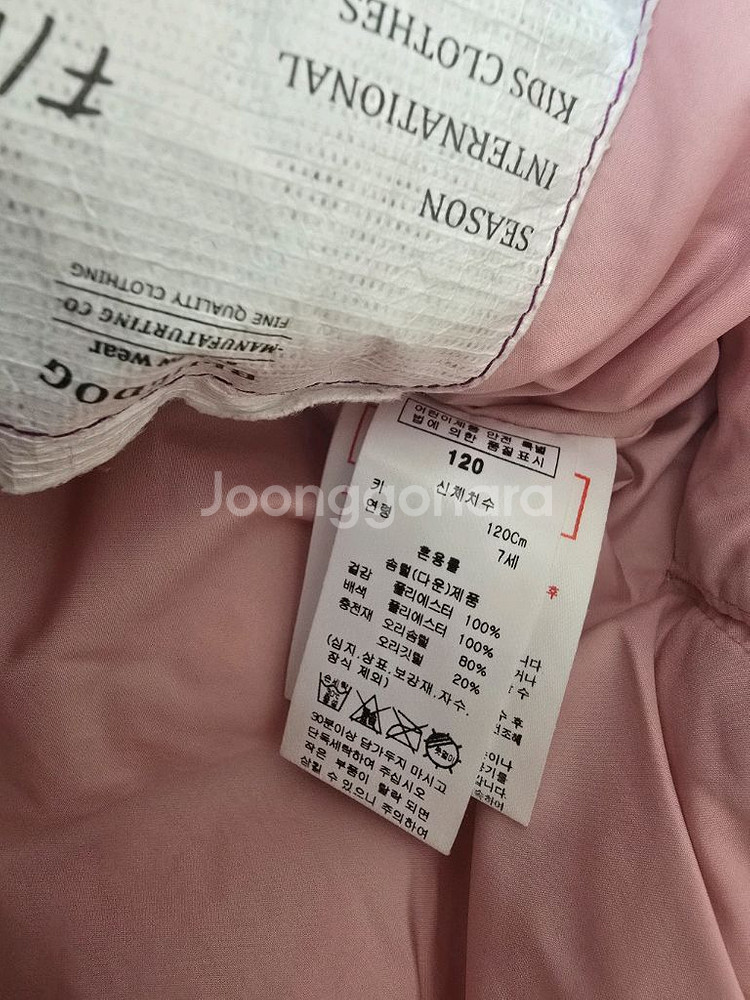 KIDS CLOTHES
INTERNATIONAL
SEASON
FINE QUALITY CLOTHING
-MANUFATURTING CO-
wear
DOG
어린이제품 안전 특별
법에 의한 품질표시
120
신체치수
키 120Cm
연령 7세
혼용률
솜털(다운)제품
겉감 폴리에스터 100%
배색 폴리에스터 100%
충전재 오리솜털 80%
오리깃털 20%
(심지.상표.보강재.자수.
장식 제외)
30분이상 담가두지 마시고
단독세탁하여 주십시오
작은 부품이 탈락 되면
삼킬 수 있으니 주의하여
후
Joonggonara